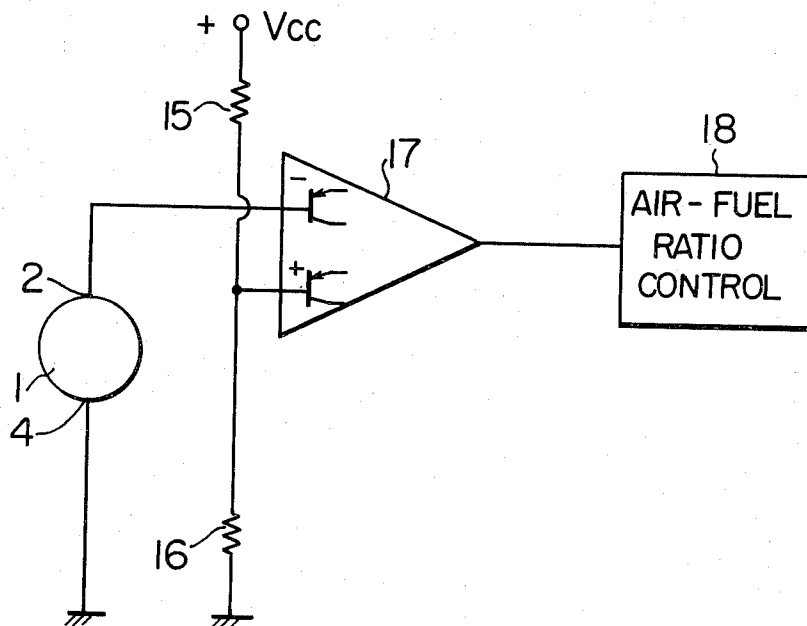 + Vcc
15
17
18
-
AIR-FUEL
RATIO
CONTROL
+
2
1
4
16